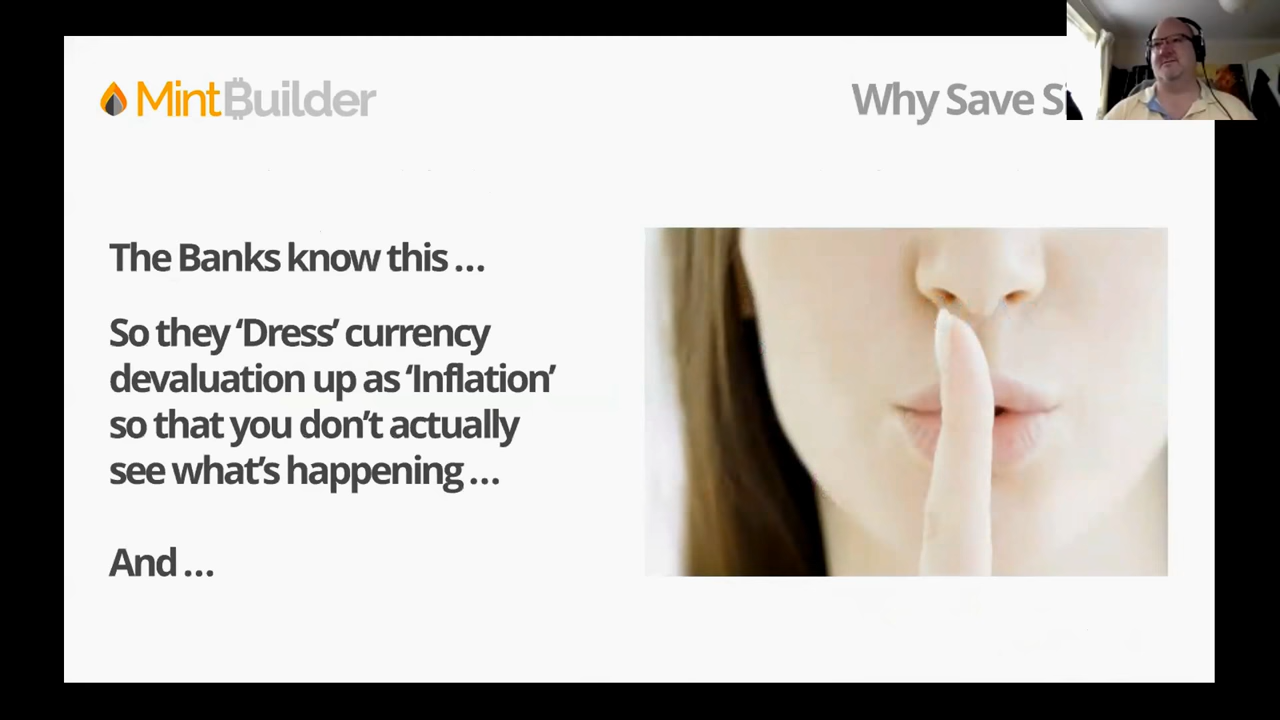 MintBuilder
Why Save
The Banks know this ...
So they ‘Dress’ currency
devaluation up as ‘Inflation’
so that you don’t actually
see what’s happening ...
And ...